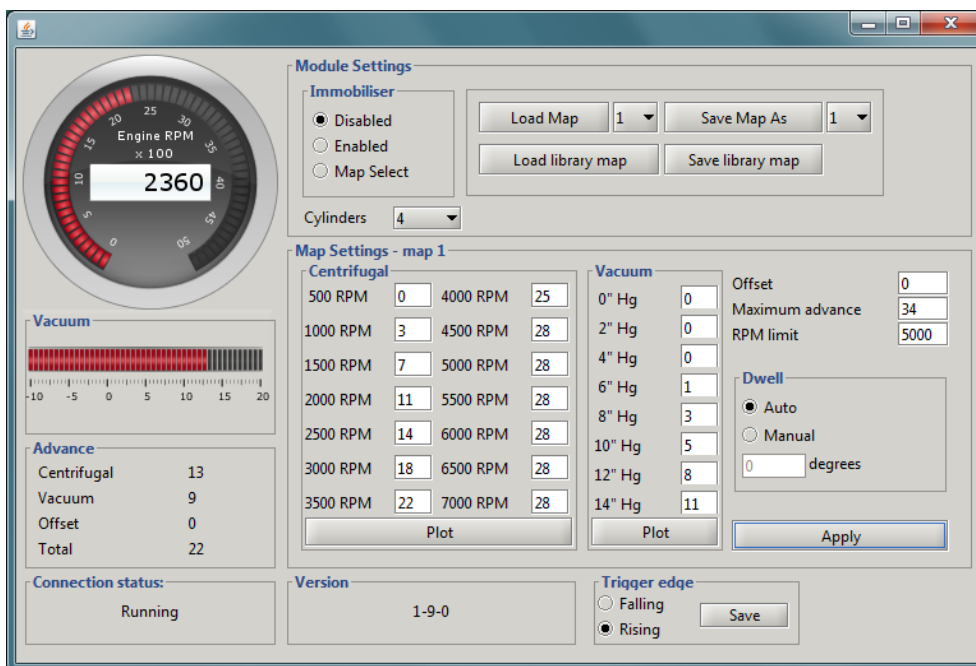 Engine RPM
x 100
2360
0
5
10
15
20
25
30
35
40
45
50
Vacuum
-10 -5 0 5 10 15 20
Advance
Centrifugal 13
Vacuum 9
Offset 0
Total 22
Connection status:
Running
Module Settings
Immobiliser
Disabled
Enabled
Map Select
Load Map 1 Save Map As 1
Load library map Save library map
Cylinders 4
Map Settings - map 1
Centrifugal
500 RPM 0 4000 RPM 25
1000 RPM 3 4500 RPM 28
1500 RPM 7 5000 RPM 28
2000 RPM 11 5500 RPM 28
2500 RPM 14 6000 RPM 28
3000 RPM 18 6500 RPM 28
3500 RPM 22 7000 RPM 28
Plot
Vacuum
0" Hg 0
2" Hg 0
4" Hg 0
6" Hg 1
8" Hg 3
10" Hg 5
12" Hg 8
14" Hg 11
Plot
Offset 0
Maximum advance 34
RPM limit 5000
Dwell
Auto
Manual
0 degrees
Apply
Version
1-9-0
Trigger edge
Falling
Rising
Save